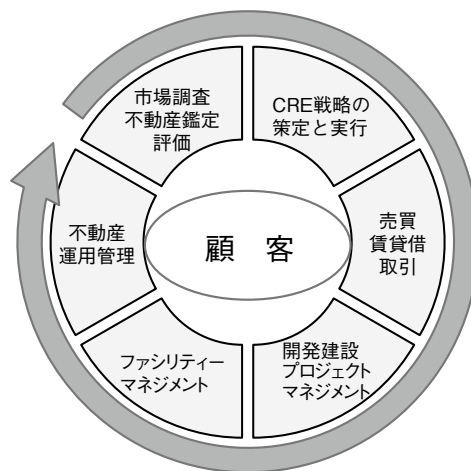 市場調査
不動産鑑定
評価
CRE戦略の
策定と実行
売買
賃貸借
取引
開発建設
プロジェクト
マネジメント
ファシリティー
マネジメント
不動産
運用管理
顧 客